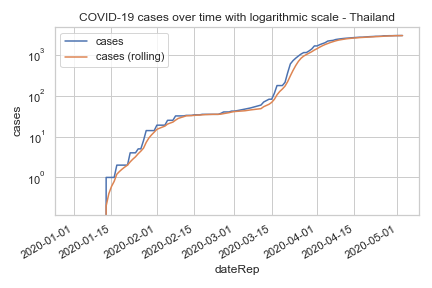 COVID-19 cases over time with logarithmic scale - Thailand
cases
cases (rolling)
10³
10²
10¹
10⁰
cases
2020-01-01
2020-01-15
2020-02-01
2020-02-15
2020-03-01
2020-03-15
2020-04-01
2020-04-15
2020-05-01
dateRep